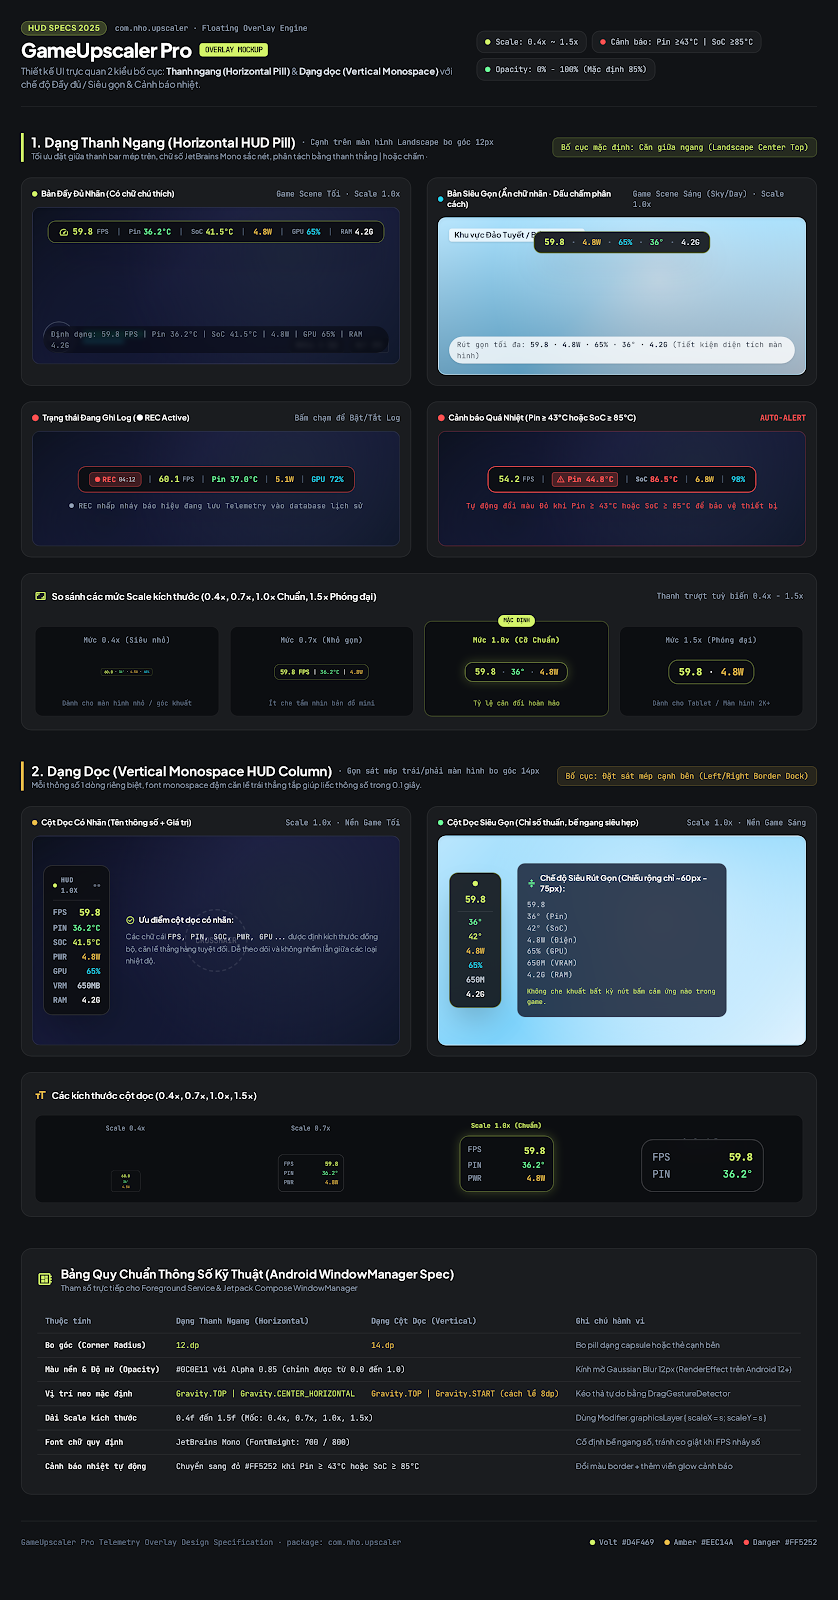 HUD SPECS 2025 com.nho.upscaler · Floating Overlay Engine
GameUpscaler Pro OVERLAY MOCKUP
Thiết kế UI trực quan 2 kiểu bố cục: Thanh ngang (Horizontal Pill) & Dạng dọc (Vertical Monospace) với
chế độ Đầy đủ / Siêu gọn & Cảnh báo nhiệt.
Scale: 0.4x ~ 1.5x
Cảnh báo: Pin ≥43°C | SoC ≥85°C
Opacity: 0% - 100% (Mặc định 85%)
1. Dạng Thanh Ngang (Horizontal HUD Pill) · Cạnh trên màn hình Landscape bo góc 12px
Tối ưu đặt giữa thanh bar mép trên, chữ số JetBrains Mono sắc nét, phân tách bằng thanh thẳng | hoặc chấm ·
Bố cục mặc định: Căn giữa ngang (Landscape Center Top)
Bản Đầy Đủ Nhãn (Có chữ chú thích) Game Scene Tối · Scale 1.0x
59.8 FPS | Pin 36.2°C | SoC 41.5°C | 4.8W | GPU 65% | RAM 4.2G
Định dạng: 59.8 FPS | Pin 36.2°C | SoC 41.5°C | 4.8W | GPU 65% | RAM
4.2G
Bản Siêu Gọn (Ẩn chữ nhãn · Dấu chấm phân
cách)
Game Scene Sáng (Sky/Day) · Scale
1.0x
Khu vực Đảo Tuyết /
59.8 · 4.8W · 65% · 36° · 4.2G
Rút gọn tối đa: 59.8 · 4.8W · 65% · 36° · 4.2G (Tiết kiệm diện tích màn
hình)
Trạng thái Đang Ghi Log (● REC Active) Bấm chạm để Bật/Tắt Log
REC 04:12 | 60.1 FPS | Pin 37.0°C | 5.1W | GPU 72%
● REC nhấp nháy báo hiệu đang lưu Telemetry vào database lịch sử
Cảnh báo Quá Nhiệt (Pin ≥ 43°C hoặc SoC ≥ 85°C) AUTO-ALERT
54.2 FPS | Pin 44.8°C | SoC 86.5°C | 6.8W | 98%
Tự động đổi màu Đỏ khi Pin ≥ 43°C hoặc SoC ≥ 85°C để bảo vệ thiết bị
So sánh các mức Scale kích thước (0.4x, 0.7x, 1.0x Chuẩn, 1.5x Phóng đại) Thanh trượt tuỳ biến 0.4x - 1.5x
Mức 0.4x (Siêu nhỏ)
60.0 · 36° · 4.8W · 65%
Dành cho màn hình nhỏ / góc khuất
Mức 0.7x (Nhỏ gọn)
59.8 FPS | 36.2°C | 4.8W
Ít che tầm nhìn bản đồ mini
MẶC ĐỊNH
Mức 1.0x (Cỡ Chuẩn)
59.8 · 36° · 4.8W
Tỷ lệ cân đối hoàn hảo
Mức 1.5x (Phóng đại)
59.8 · 4.8W
Dành cho Tablet / Màn hình 2K+
2. Dạng Dọc (Vertical Monospace HUD Column) · Gọn sát mép trái/phải màn hình bo góc 14px
Mỗi thông số 1 dòng riêng biệt, font monospace đậm căn lề trái thẳng tắp giúp liếc thông số trong 0.1 giây.
Bố cục: Đặt sát mép cạnh bên (Left/Right Border Dock)
Cột Dọc Có Nhãn (Tên thông số + Giá trị) Scale 1.0x · Nền Game Tối
HUD
1.0X
FPS 59.8
PIN 36.2°C
SOC 41.5°C
PWR 4.8W
GPU 65%
VRM 650MB
RAM 4.2G
Ưu điểm cột dọc có nhãn:
Các chữ cái FPS, PIN, SOC, PWR, GPU... được định kích thước đồng
bộ, căn lề thẳng hàng tuyệt đối. Dễ theo dõi và không nhầm lẫn giữa các loại
nhiệt độ.
Cột Dọc Siêu Gọn (Chỉ số thuần, bề ngang siêu hẹp) Scale 1.0x · Nền Game Sáng
59.8
36°
42°
4.8W
65%
650M
4.2G
Chế độ Siêu Rút Gọn (Chiều rộng chỉ ~60px -
75px):
59.8
36° (Pin)
42° (SoC)
4.8W (Điện)
65% (GPU)
650M (VRAM)
4.2G (RAM)
Không che khuất bất kỳ nút bấm cảm ứng nào trong
game.
Các kích thước cột dọc (0.4x, 0.7x, 1.0x, 1.5x)
Scale 0.4x
60.0
36°
4.8W
Scale 0.7x
FPS 59.8
PIN 36.2°
PWR 4.8W
Scale 1.0x (Chuẩn)
FPS 59.8
PIN 36.2°
PWR 4.8W
FPS 59.8
PIN 36.2°
Bảng Quy Chuẩn Thông Số Kỹ Thuật (Android WindowManager Spec)
Tham số trực tiếp cho Foreground Service & Jetpack Compose WindowManager
Thuộc tính Dạng Thanh Ngang (Horizontal) Dạng Cột Dọc (Vertical) Ghi chú hành vi
Bo góc (Corner Radius) 12.dp 14.dp Bo pill dạng capsule hoặc thẻ cạnh bên
Màu nền & Độ mờ (Opacity) #0C0E11 với Alpha 0.85 (chỉnh được từ 0.0 đến 1.0) Kính mờ Gaussian Blur 12px (RenderEffect trên Android 12+)
Vị trí neo mặc định Gravity.TOP | Gravity.CENTER_HORIZONTAL Gravity.TOP | Gravity.START (cách lề 8dp) Kéo thả tự do bằng DragGestureDetector
Dải Scale kích thước 0.4f đến 1.5f (Mốc: 0.4x, 0.7x, 1.0x, 1.5x) Dùng Modifier.graphicsLayer { scaleX = s; scaleY = s }
Font chữ quy định JetBrains Mono (FontWeight: 700 / 800) Cố định bề ngang số, tránh co giật khi FPS nhảy số
Cảnh báo nhiệt tự động Chuyển sang đỏ #FF5252 khi Pin ≥ 43°C hoặc SoC ≥ 85°C Đổi màu border + thêm viền glow cảnh báo
GameUpscaler Pro Telemetry Overlay Design Specification · package: com.nho.upscaler
Volt #D4F469 Amber #EEC14A Danger #FF5252